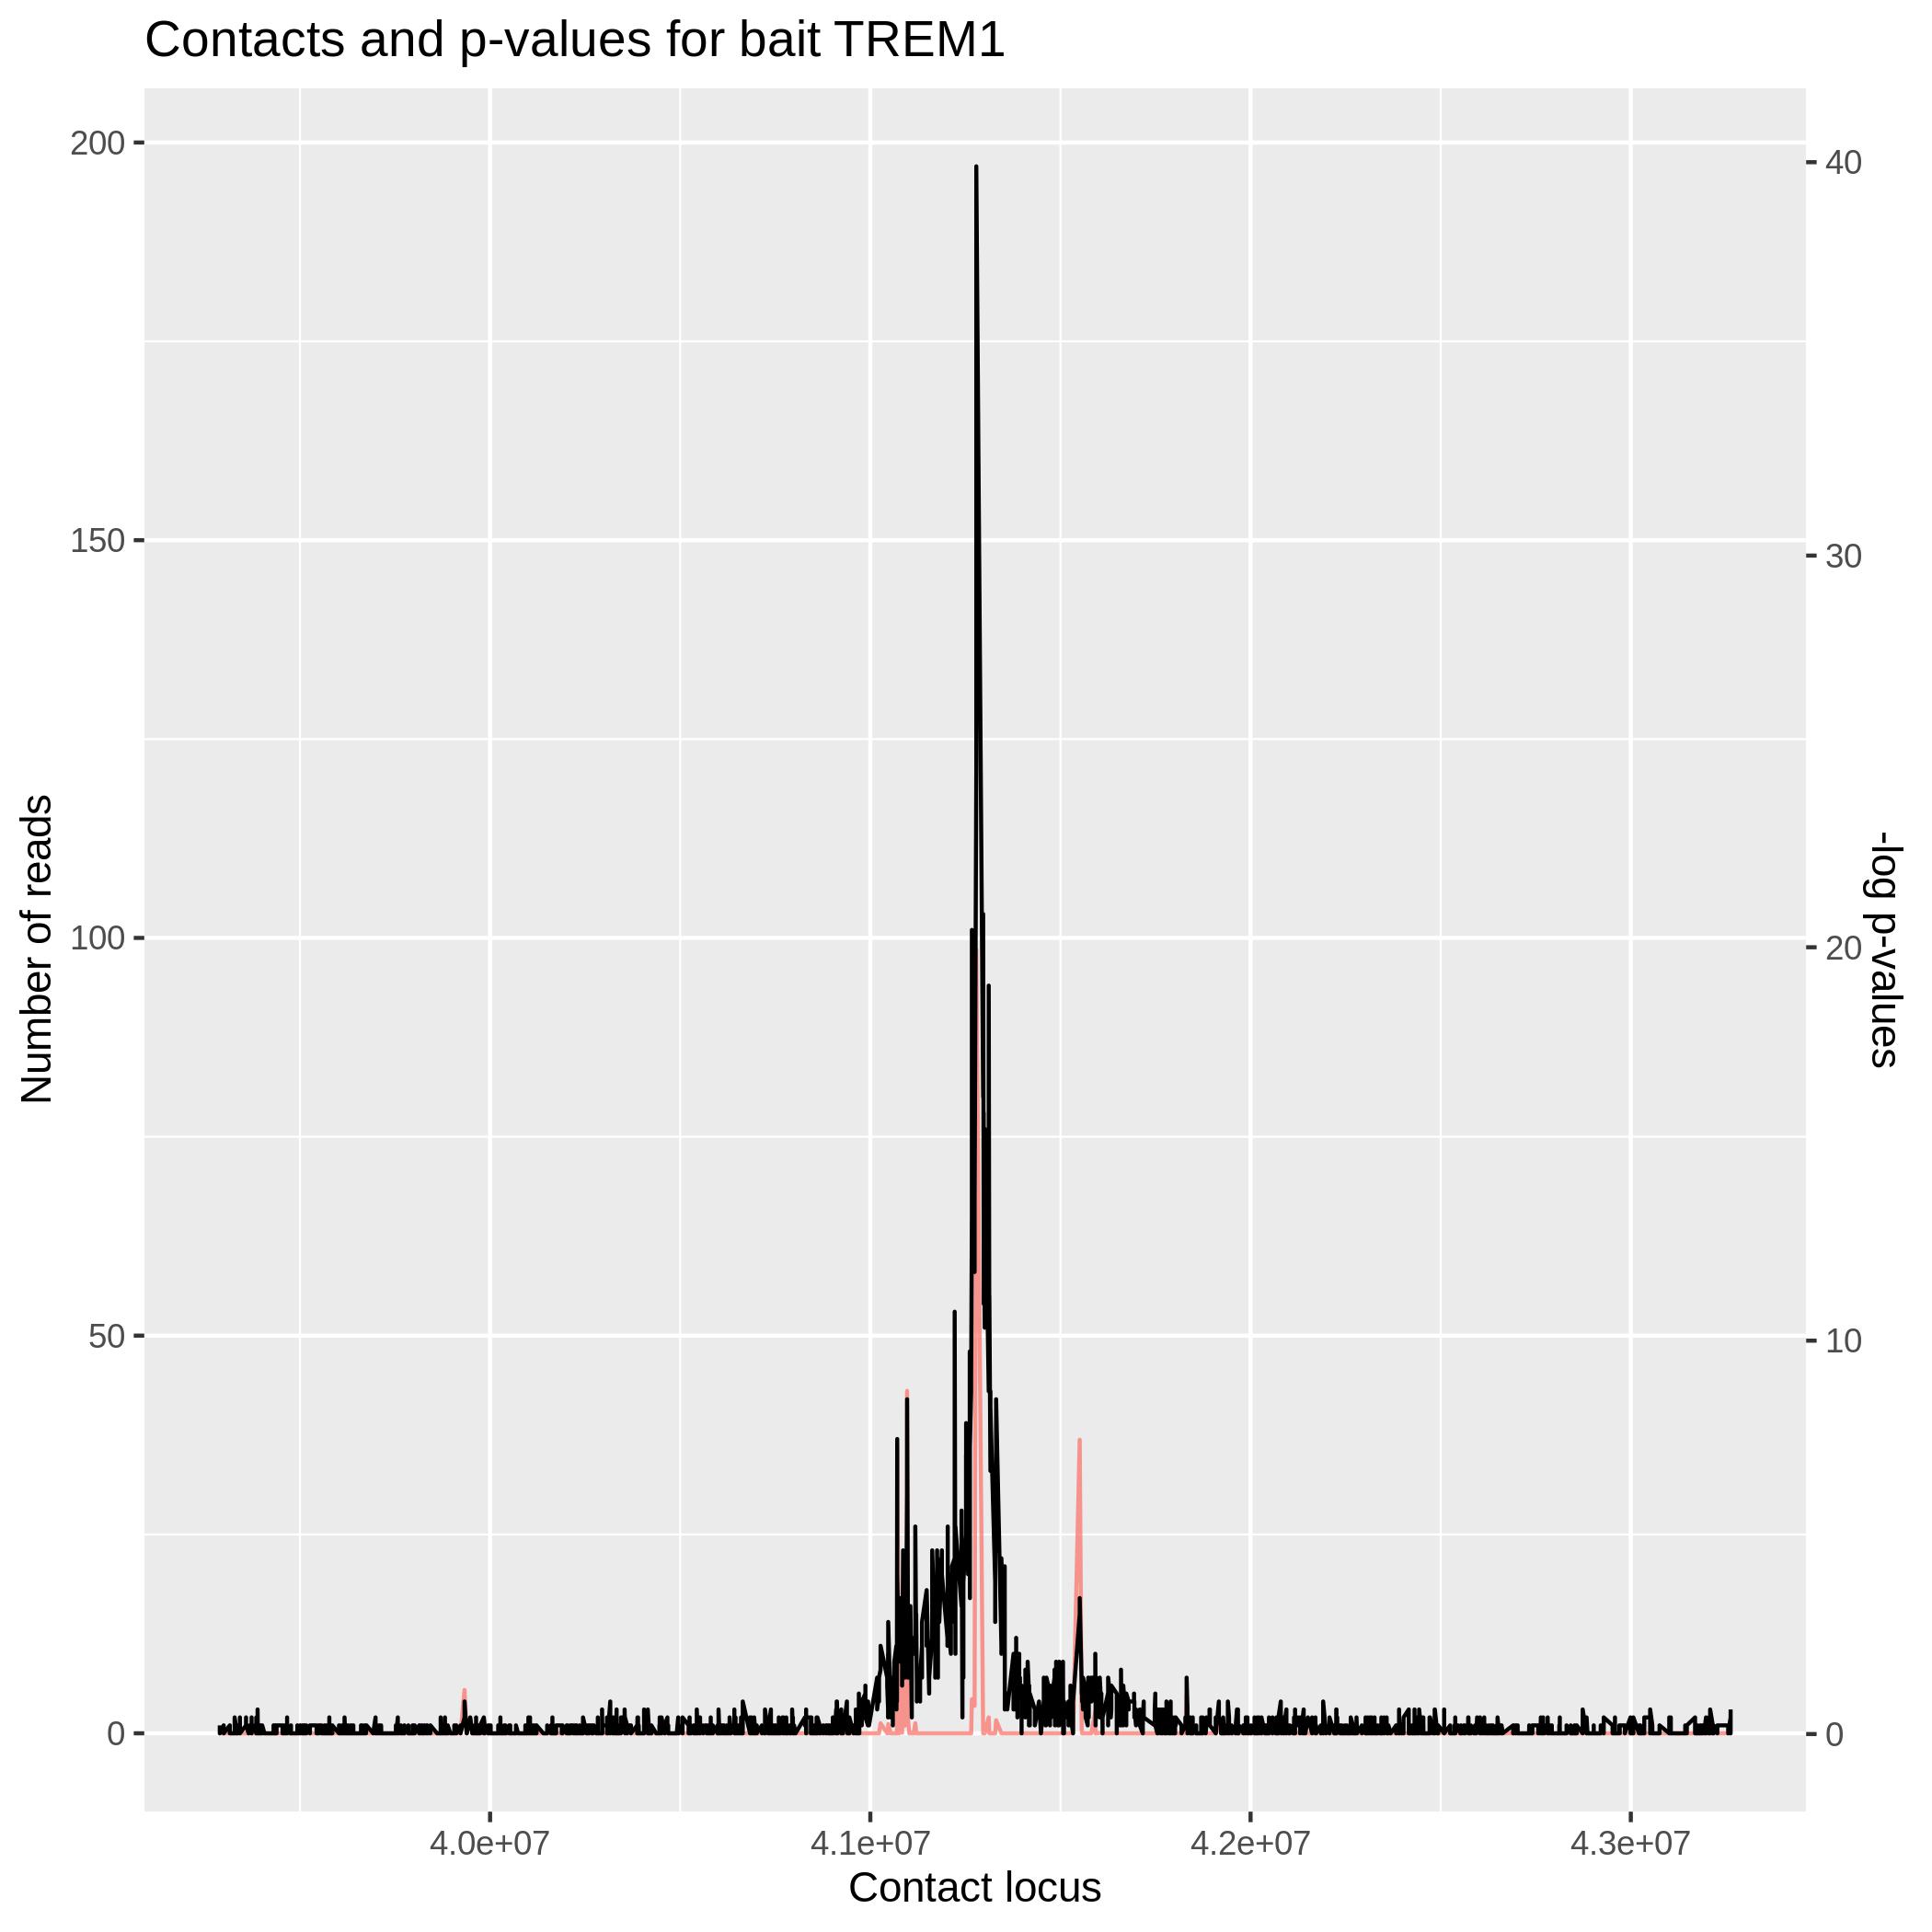 Contacts and p-values for bait TREM1
200
150
100
50
0
40
30
20
10
0
Number of reads
-log p-values
4.0e+07
4.1e+07
4.2e+07
4.3e+07
Contact locus